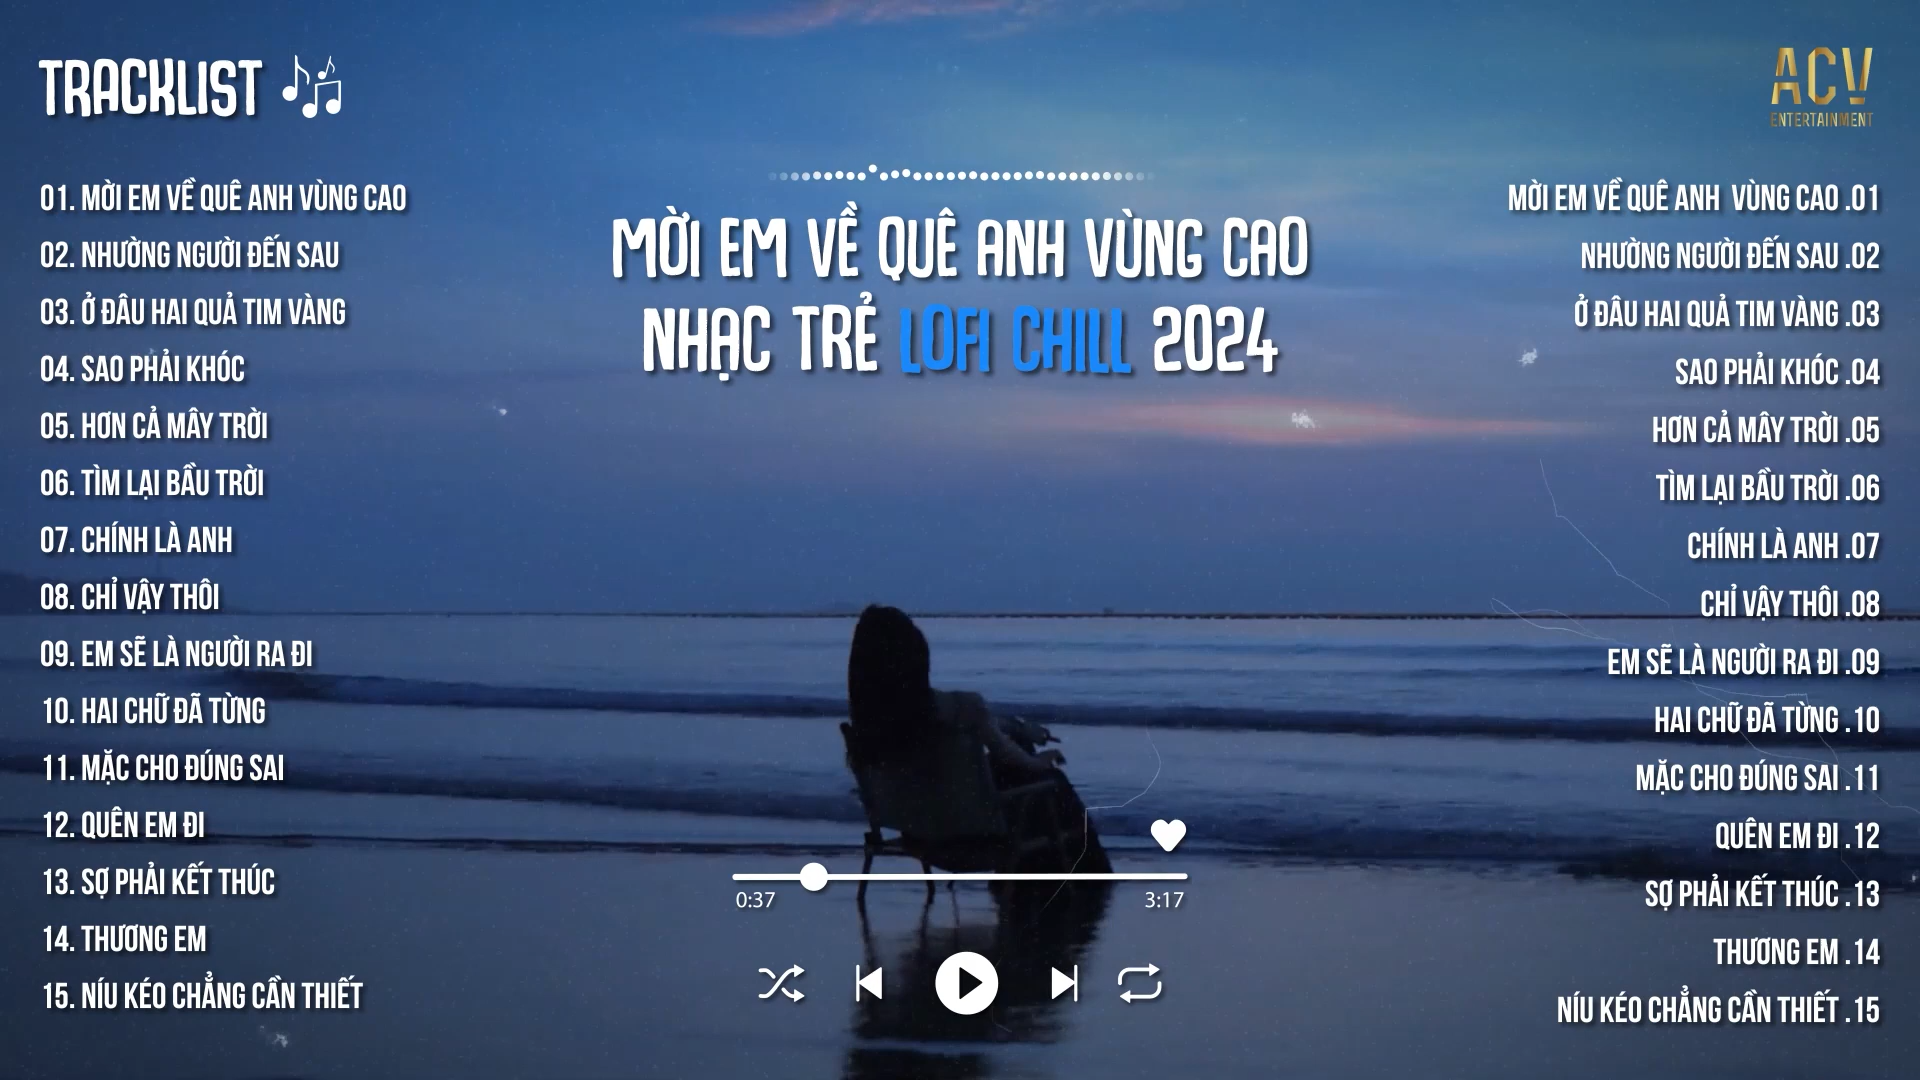 TRACKLIST
ACV
ENTERTAINMENT
01. MỜI EM VỀ QUÊ ANH VÙNG CAO
02. NHƯỜNG NGƯỜI ĐẾN SAU
03. Ở ĐÂU HAI QUẢ TIM VÀNG
04. SAO PHẢI KHÓC
05. HƠN CẢ MÂY TRỜI
06. TÌM LẠI BẦU TRỜI
07. CHÍNH LÀ ANH
08. CHỈ VẬY THÔI
09. EM SẼ LÀ NGƯỜI RA ĐI
10. HAI CHỮ ĐÃ TỪNG
11. MẶC CHO ĐÚNG SAI
12. QUÊN EM ĐI
13. SỢ PHẢI KẾT THÚC
14. THƯƠNG EM
15. NÍU KÉO CHẲNG CẦN THIẾT
MỜI EM VỀ QUÊ ANH VÙNG CAO
NHẠC TRẺ LOFI CHILL 2024
0:37
3:17
MỜI EM VỀ QUÊ ANH VÙNG CAO .01
NHƯỜNG NGƯỜI ĐẾN SAU .02
Ở ĐÂU HAI QUẢ TIM VÀNG .03
SAO PHẢI KHÓC .04
HƠN CẢ MÂY TRỜI .05
TÌM LẠI BẦU TRỜI .06
CHÍNH LÀ ANH .07
CHỈ VẬY THÔI .08
EM SẼ LÀ NGƯỜI RA ĐI .09
HAI CHỮ ĐÃ TỪNG .10
MẶC CHO ĐÚNG SAI .11
QUÊN EM ĐI .12
SỢ PHẢI KẾT THÚC .13
THƯƠNG EM .14
NÍU KÉO CHẲNG CẦN THIẾT .15